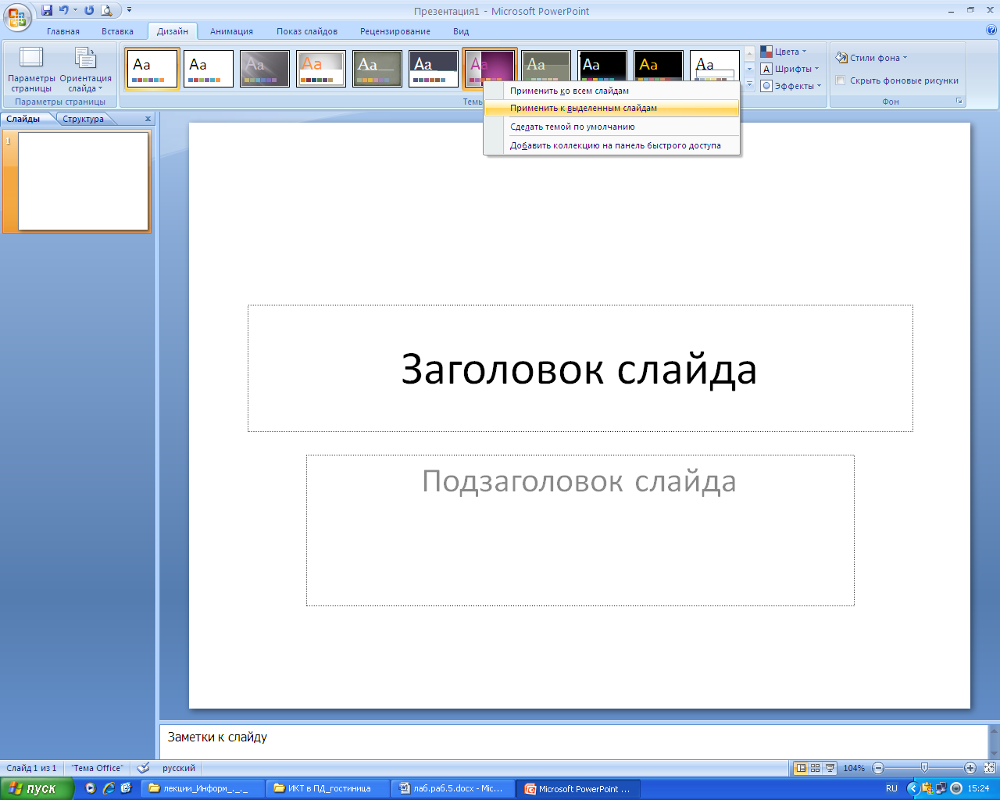 Презентация1 - Microsoft PowerPoint
Главная Вставка Дизайн Анимация Показ слайдов Рецензирование Вид
Параметры страницы
Ориентация слайда
Параметры страницы
Aa Aa Aa Aa Aa Aa Aa Aa Aa Aa Aa
Темы
Цвета
Шрифты
Эффекты
Стили фона
Скрыть фоновые рисунки
Фон
Применить ко всем слайдам
Применить к выделенным слайдам
Сделать темой по умолчанию
Добавить коллекцию на панель быстрого доступа
Слайды Структура x
1
Заголовок слайда
Подзаголовок слайда
Заметки к слайду
Слайд 1 из 1 "Тема Office" русский 104%
пуск лекции_Информ_._._ ИКТ в ПД_гостиница лаб.раб.5.docx - Mic... Microsoft PowerPoint ... RU 15:24